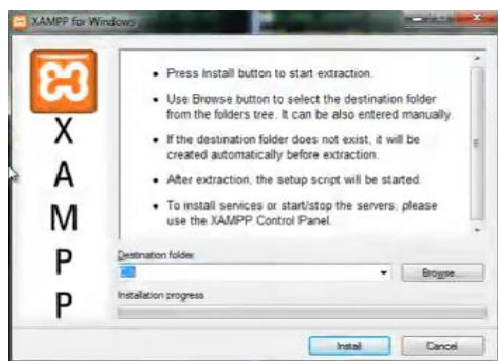 XAMPP for Windows
X
A
M
P
P
Press Install button to start extraction.
Use Browse button to select the destination folder
from the folders tree. It can be also entered manually.
If the destination folder does not exist, it will be
created automatically before extraction.
After extraction, the setup script will be started.
To install services or start/stop the servers, please
use the XAMPP Control Panel.
Destination folder
Browse...
Installation progress
Install
Cancel